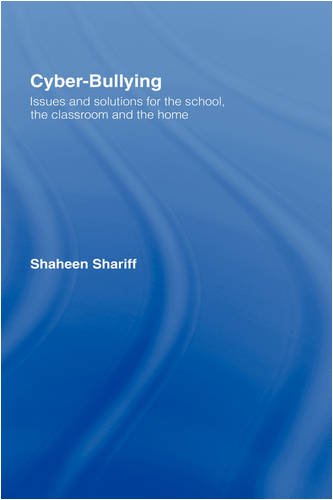 Cyber-Bullying
Issues and solutions for the school,
the classroom and the home
Shaheen Shariff